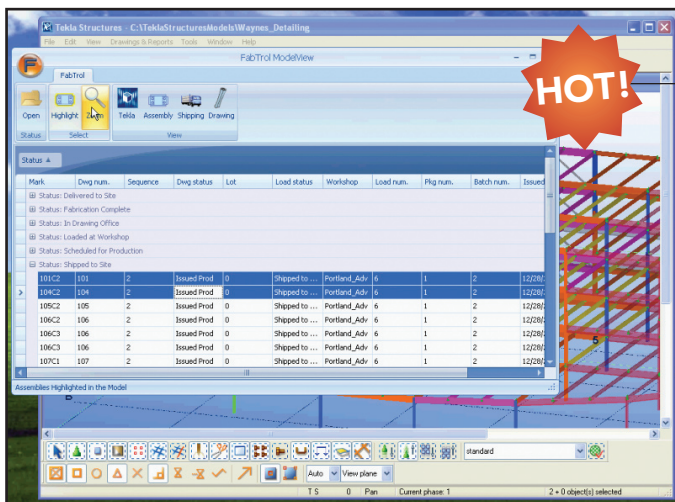 Tekla Structures - C:\TeklaStructuresModels\Waynes_Detailing
File Edit View Drawings & Reports Tools Window Help
FabTrol ModelView
F
FabTrol
HOT!
Open Highlight Zoom Tekla Assembly Shipping Drawing
Status Select View
Status
Mark Dwg num. Sequence Dwg status Lot Load status Workshop Load num. Pkg num. Batch num. Issued
Status: Delivered to Site
Status: Fabrication Complete
Status: In Drawing Office
Status: Loaded at Workshop
Status: Scheduled for Production
Status: Shipped to Site
101C2 101 2 Issued Prod 0 Shipped to ... Portland_Adv 6 1 2 12/28/
104C2 104 2 Issued Prod 0 Shipped to ... Portland_Adv 6 1 2 12/28/
105C2 105 2 Issued Prod 0 Shipped to ... Portland_Adv 6 1 2 12/28/
106C2 106 2 Issued Prod 0 Shipped to ... Portland_Adv 6 1 2 12/28/
106C3 106 2 Issued Prod 0 Shipped to ... Portland_Adv 6 1 2 12/28/
106C3 106 2 Issued Prod 0 Shipped to ... Portland_Adv 6 1 2 12/28/
107C1 107 2 Issued Prod 0 Shipped to ... Portland_Adv 6 1 2 12/28/
5
Assemblies Highlighted in the Model
standard
Auto View plane
T S 0 Pan Current phase: 1 2 + 0 object(s) selected